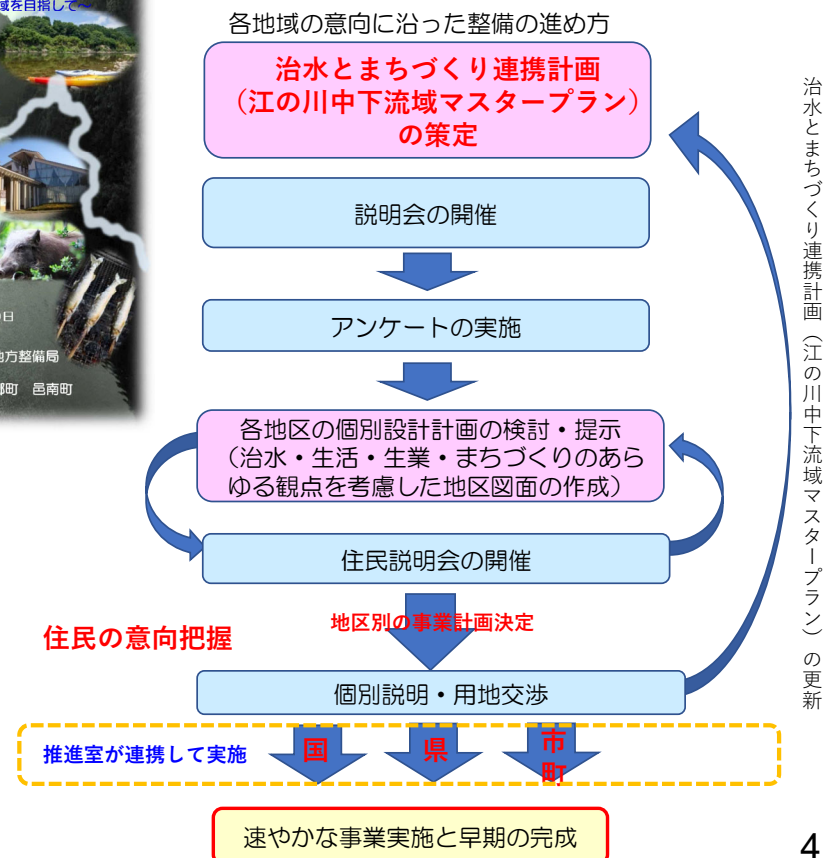 域を目指して～
各地域の意向に沿った整備の進め方
治水とまちづくり連携計画
（江の川中下流域マスタープラン）
の策定
説明会の開催
アンケートの実施
日
方整備局
町　邑南町
各地区の個別設計計画の検討・提示
（治水・生活・生業・まちづくりのあら
ゆる観点を考慮した地区図面の作成）
住民説明会の開催
地区別の事業計画決定
住民の意向把握
個別説明・用地交渉
推進室が連携して実施
国
県
市
町
速やかな事業実施と早期の完成
治水とまちづくり連携計画（江の川中下流域マスタープラン）の更新
4